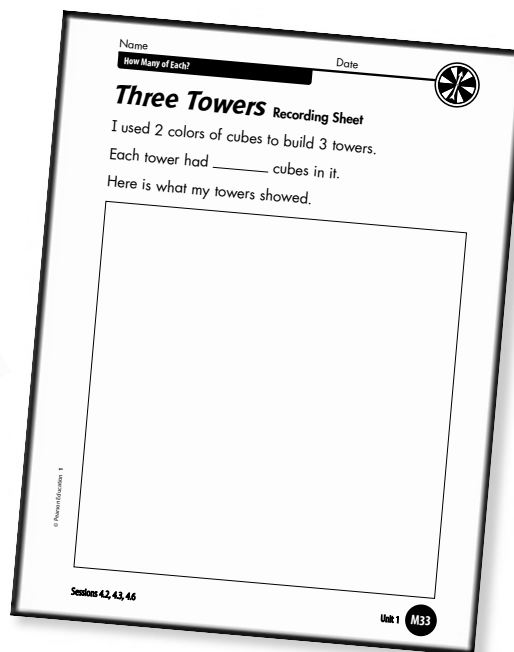 Name
Date
How Many of Each?
Three Towers Recording Sheet
I used 2 colors of cubes to build 3 towers.
Each tower had ______ cubes in it.
Here is what my towers showed.
© Pearson Education 1
Sessions 4.2, 4.3, 4.6
Unit 1 M33